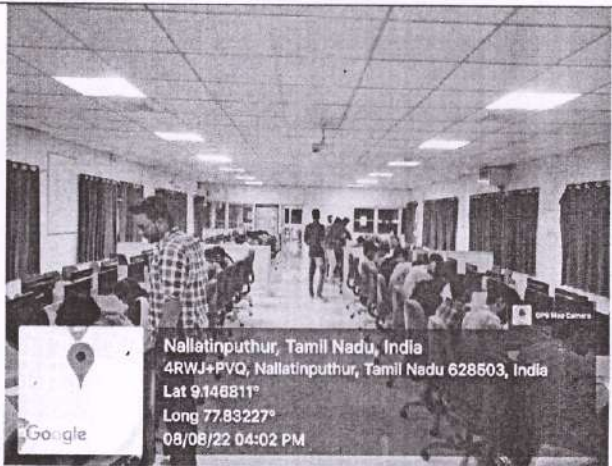 GPS Map Camera
Nallatinputhur, Tamil Nadu, India
4RWJ+PVQ, Nallatinputhur, Tamil Nadu 628503, India
Lat 9.146811°
Long 77.83227°
08/08/22 04:02 PM
Google